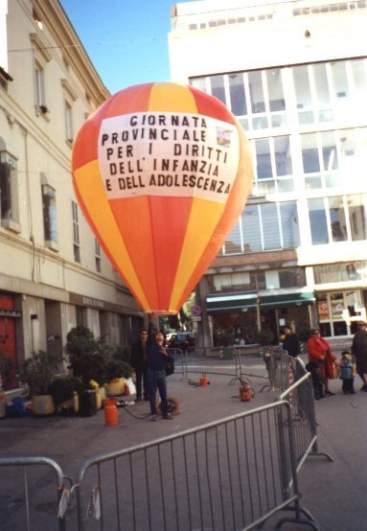 GIORNATA
PROVINCIALE
PER I DIRITTI
DELL'INFANZIA
E DELL'ADOLESCENZA